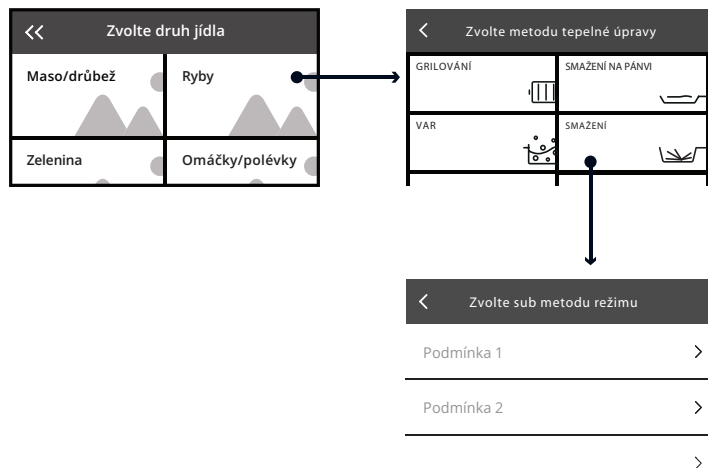 Zvolte druh jídla
Maso/drůbež
Ryby
Zelenina
Omáčky/polévky
Zvolte metodu tepelné úpravy
GRILOVÁNÍ
SMAŽENÍ NA PÁNVI
VAR
SMAŽENÍ
Zvolte sub metodu režimu
Podmínka 1
Podmínka 2